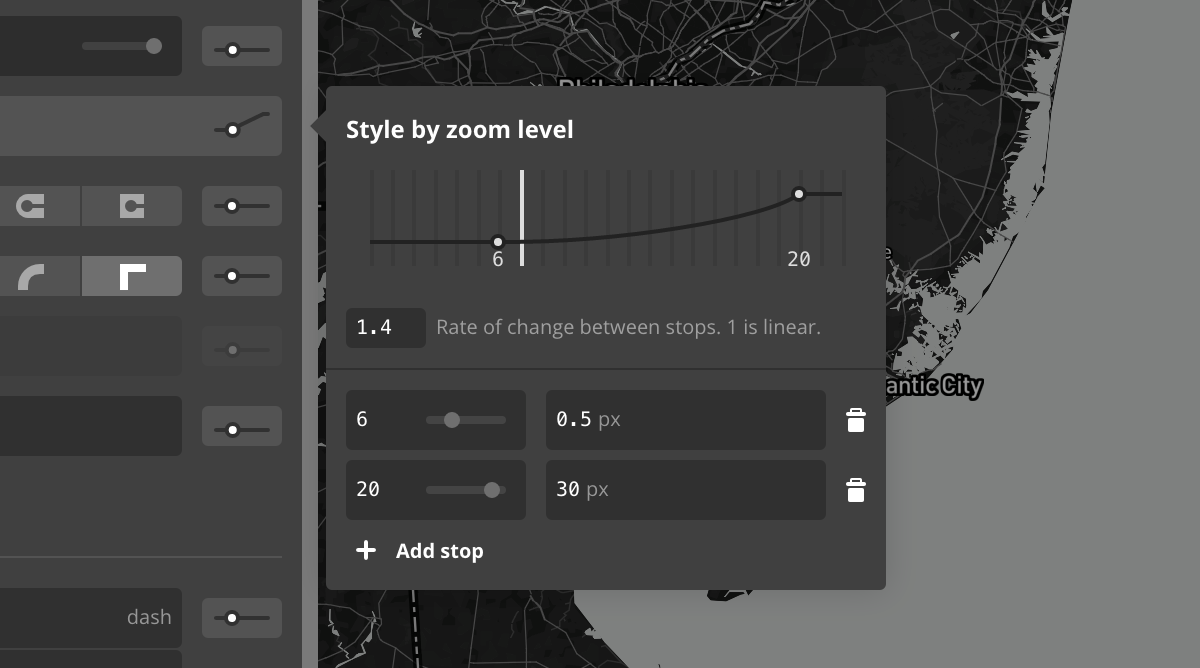 Style by zoom level
6
20
1.4 Rate of change between stops. 1 is linear.
antic City
6 0.5 px
20 30 px
Add stop
dash